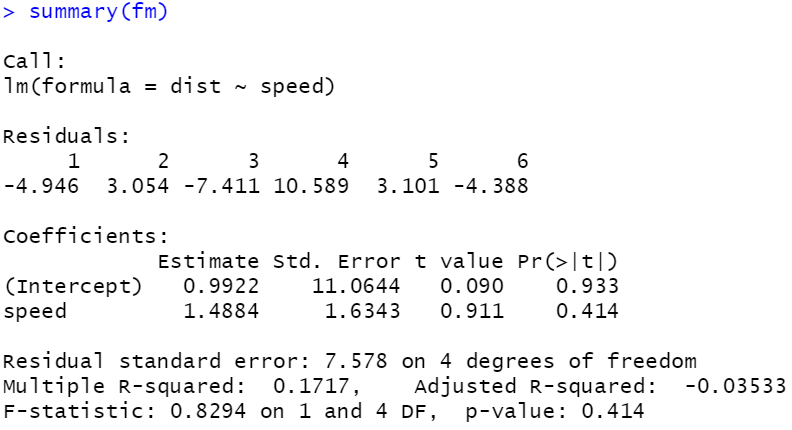 > summary(fm)
Call:
lm(formula = dist ~ speed)
Residuals:
1 2 3 4 5 6
-4.946 3.054 -7.411 10.589 3.101 -4.388
Coefficients:
Estimate Std. Error t value Pr(>|t|)
(Intercept) 0.9922 11.0644 0.090 0.933
speed 1.4884 1.6343 0.911 0.414
Residual standard error: 7.578 on 4 degrees of freedom
Multiple R-squared: 0.1717, Adjusted R-squared: -0.03533
F-statistic: 0.8294 on 1 and 4 DF, p-value: 0.414